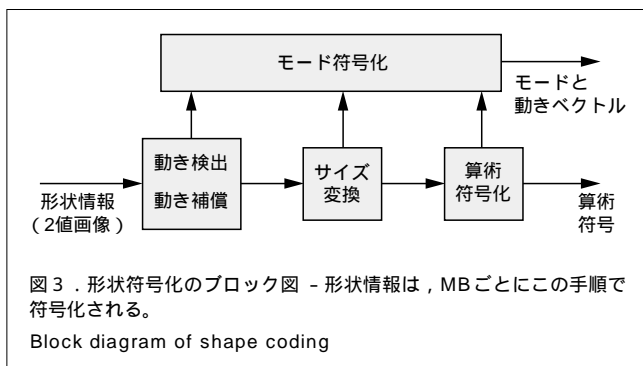 モード符号化
モードと
動きベクトル
動き検出
動き補償
サイズ
変換
算術
符号化
形状情報
（2値画像）
算術
符号
図3．形状符号化のブロック図 － 形状情報は，MBごとにこの手順で
符号化される。
Block diagram of shape coding